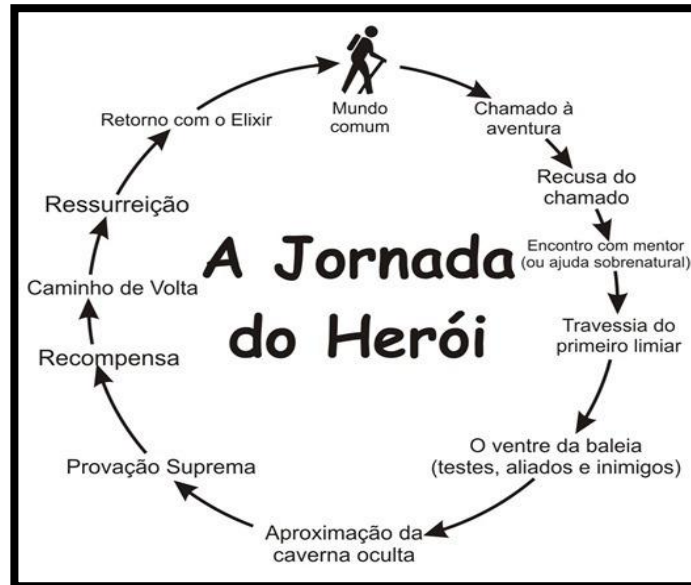 A Jornada
do Herói
Mundo
comum
Chamado à
aventura
Recusa do
chamado
Encontro com mentor
(ou ajuda sobrenatural)
Travessia do
primeiro limiar
O ventre da baleia
(testes, aliados e inimigos)
Aproximação da
caverna oculta
Provação Suprema
Recompensa
Caminho de Volta
Ressurreição
Retorno com o Elixir